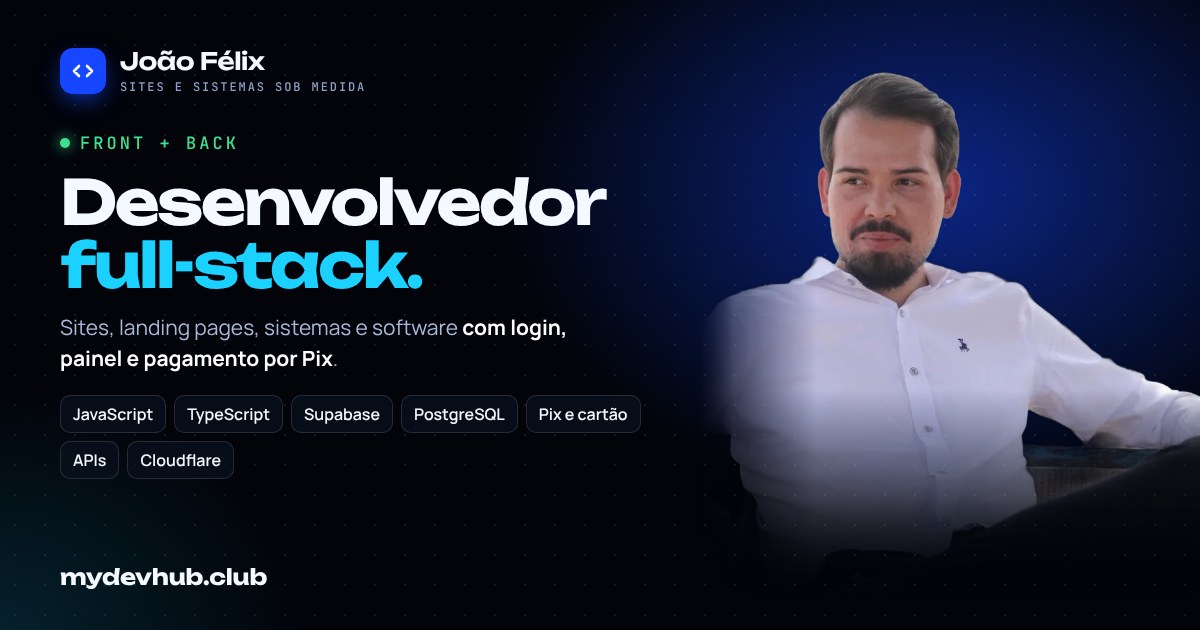 João Félix
SITES E SISTEMAS SOB MEDIDA
FRONT + BACK
Desenvolvedor
full-stack.
Sites, landing pages, sistemas e software com login,
painel e pagamento por Pix.
JavaScript TypeScript Supabase PostgreSQL Pix e cartão
APIs Cloudflare
mydevhub.club